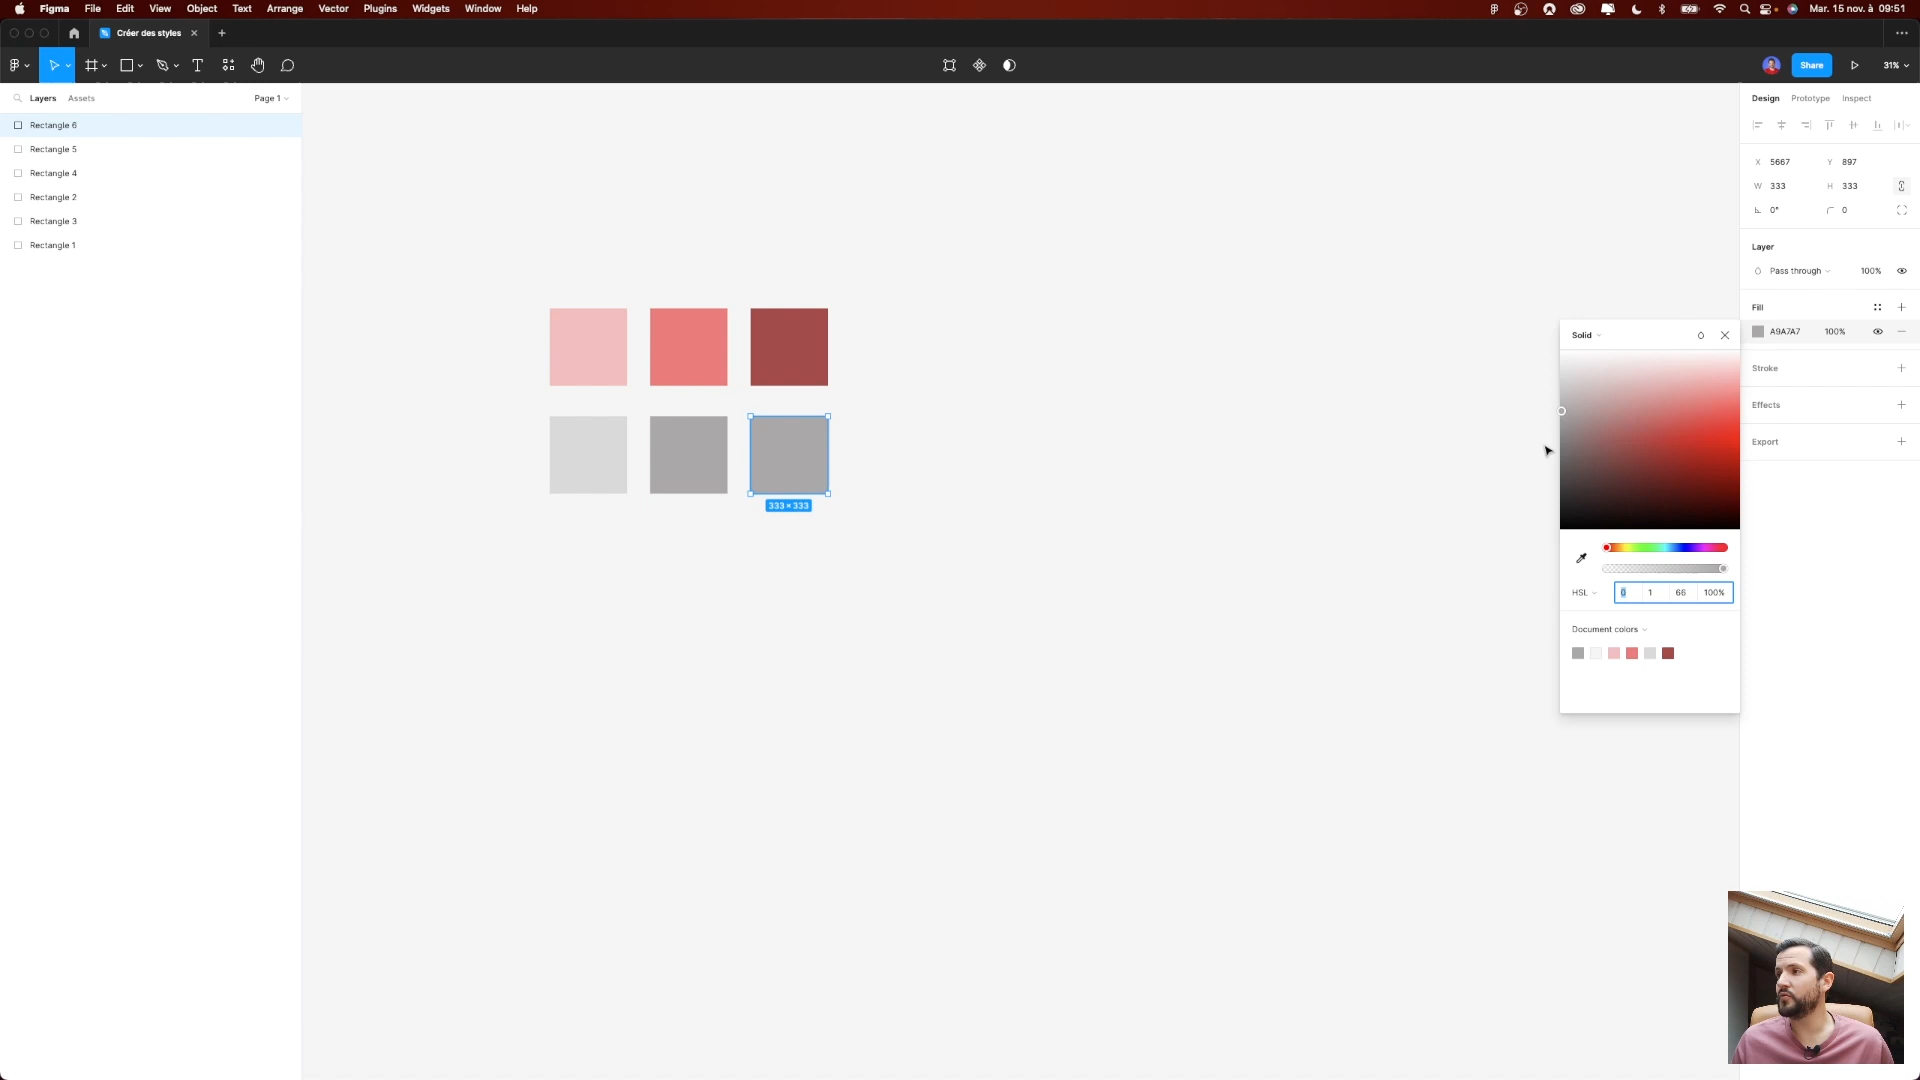 Figma File Edit View Object Text Arrange Vector Plugins Widgets Window Help Mar. 15 nov. à 09:51
Créer des styles
Share 31%
Layers Assets Page 1
Rectangle 6
Rectangle 5
Rectangle 4
Rectangle 2
Rectangle 3
Rectangle 1
333 × 333
Design Prototype Inspect
X 5667 Y 897
W 333 H 333
0° 0
Layer
Pass through 100%
Fill
A9A7A7 100%
Stroke
Effects
Export
Solid
HSL 0 1 66 100%
Document colors